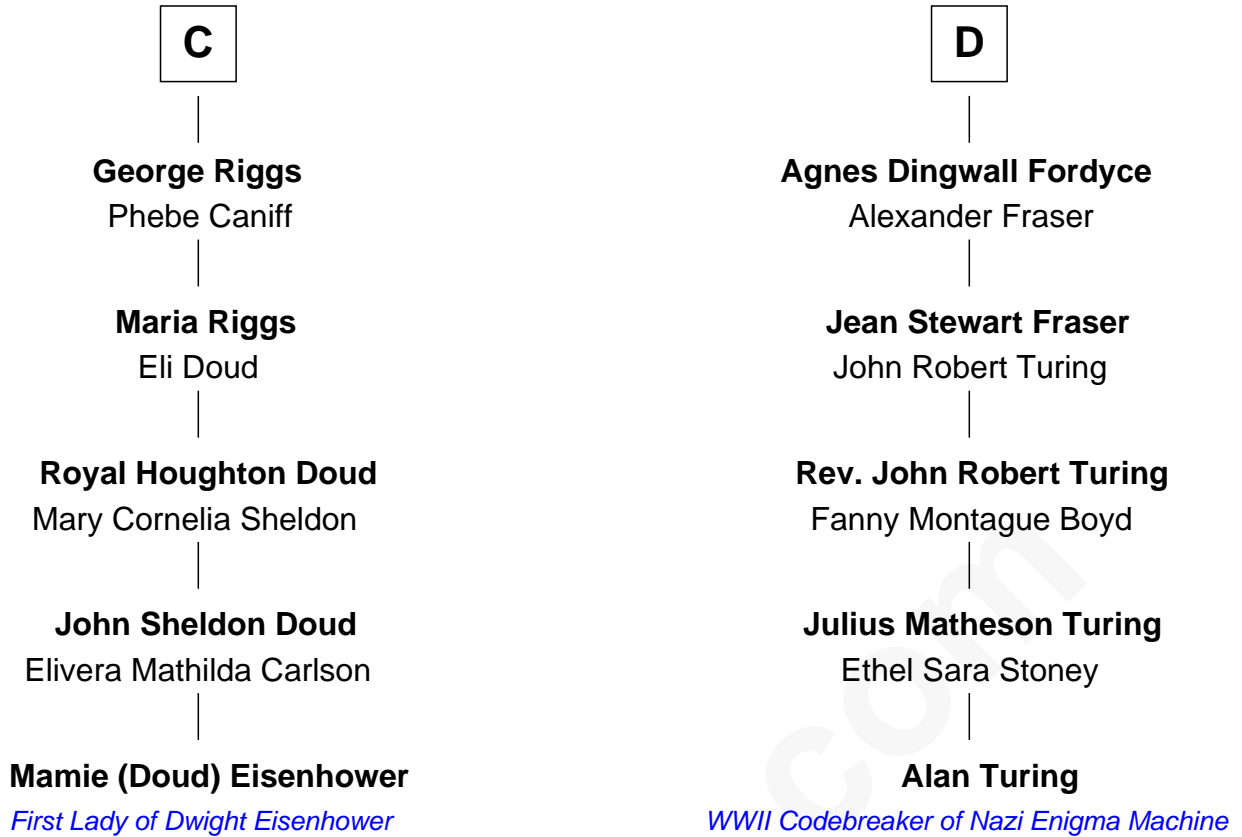 C
George Riggs
Phebe Caniff
Maria Riggs
Eli Doud
Royal Houghton Doud
Mary Cornelia Sheldon
John Sheldon Doud
Elivera Mathilda Carlson
Mamie (Doud) Eisenhower
First Lady of Dwight Eisenhower
D
Agnes Dingwall Fordyce
Alexander Fraser
Jean Stewart Fraser
John Robert Turing
Rev. John Robert Turing
Fanny Montague Boyd
Julius Matheson Turing
Ethel Sara Stoney
Alan Turing
WWII Codebreaker of Nazi Enigma Machine
com